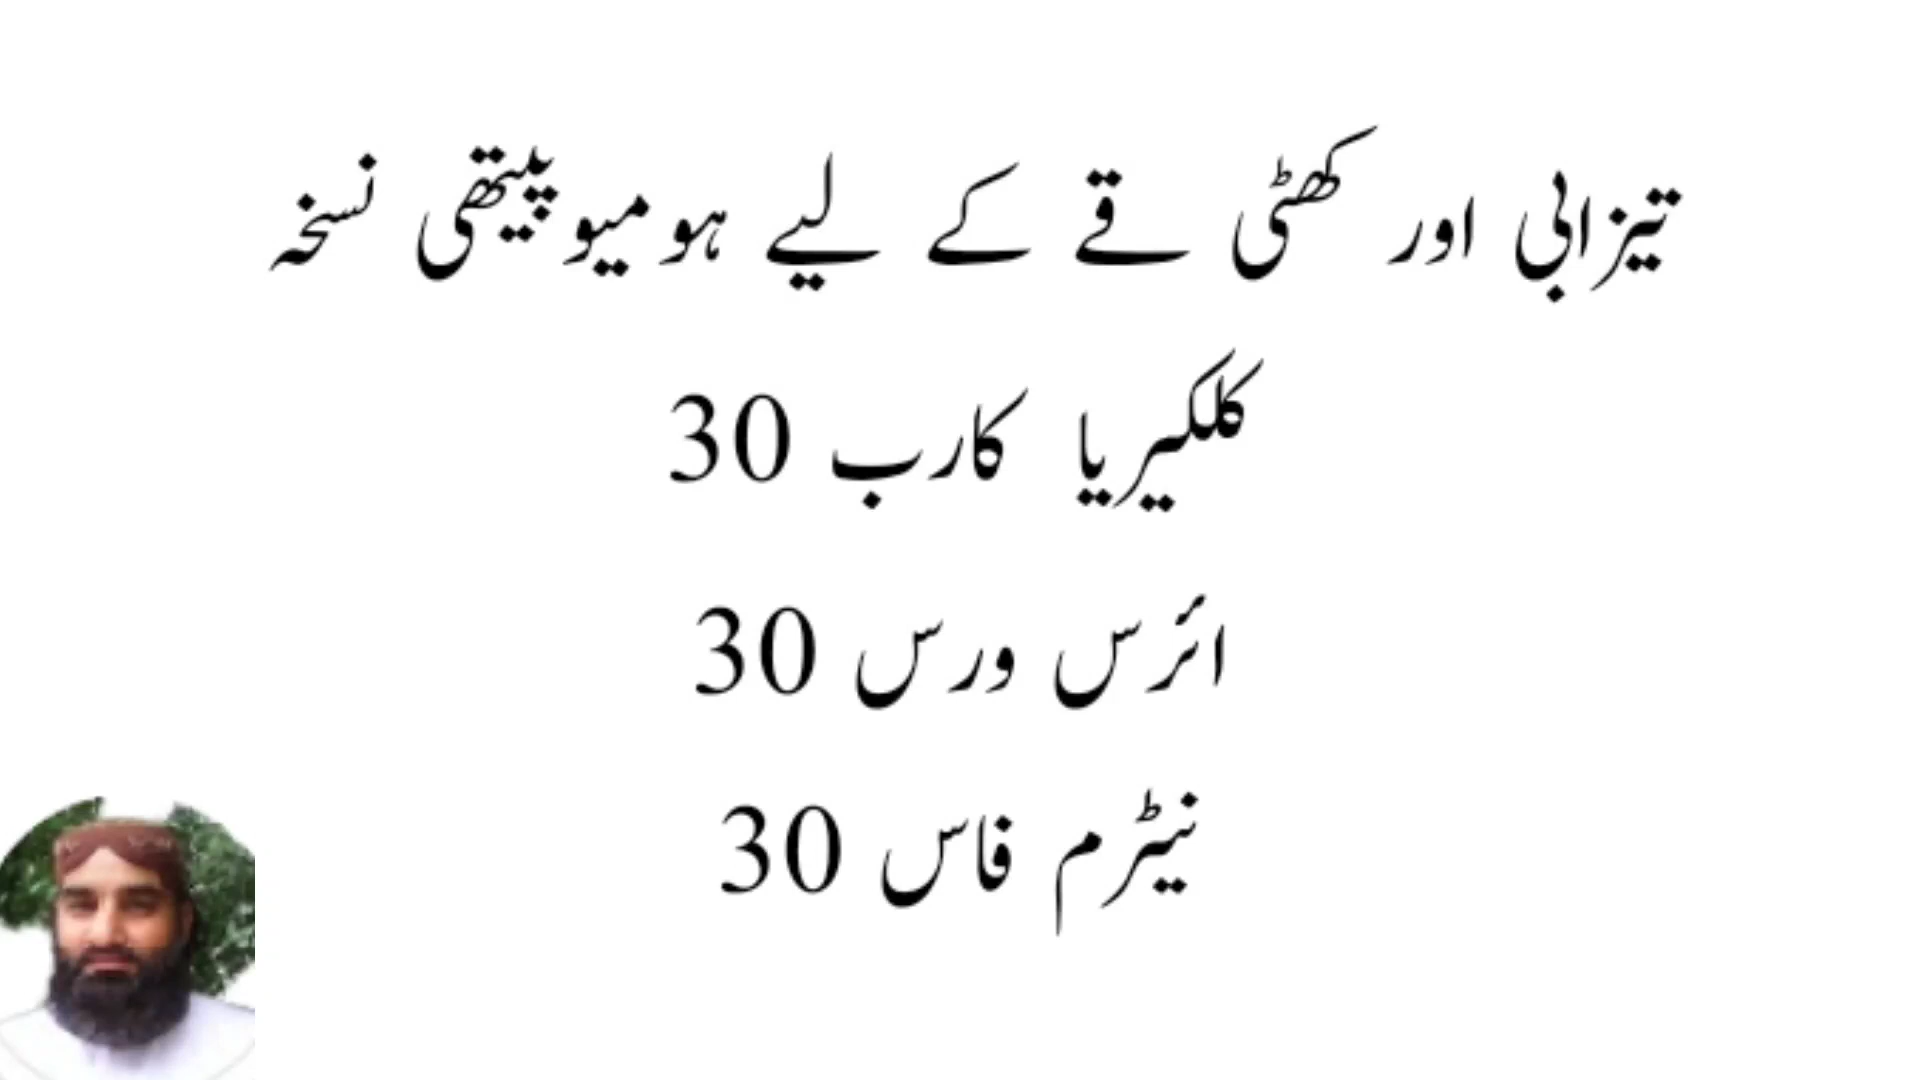 تیزابی اور کھٹی قے کے لیے ہومیوپیتھی نسخہ
کلکیریا کارب 30
ائرس ورس 30
نیٹرم فاس 30